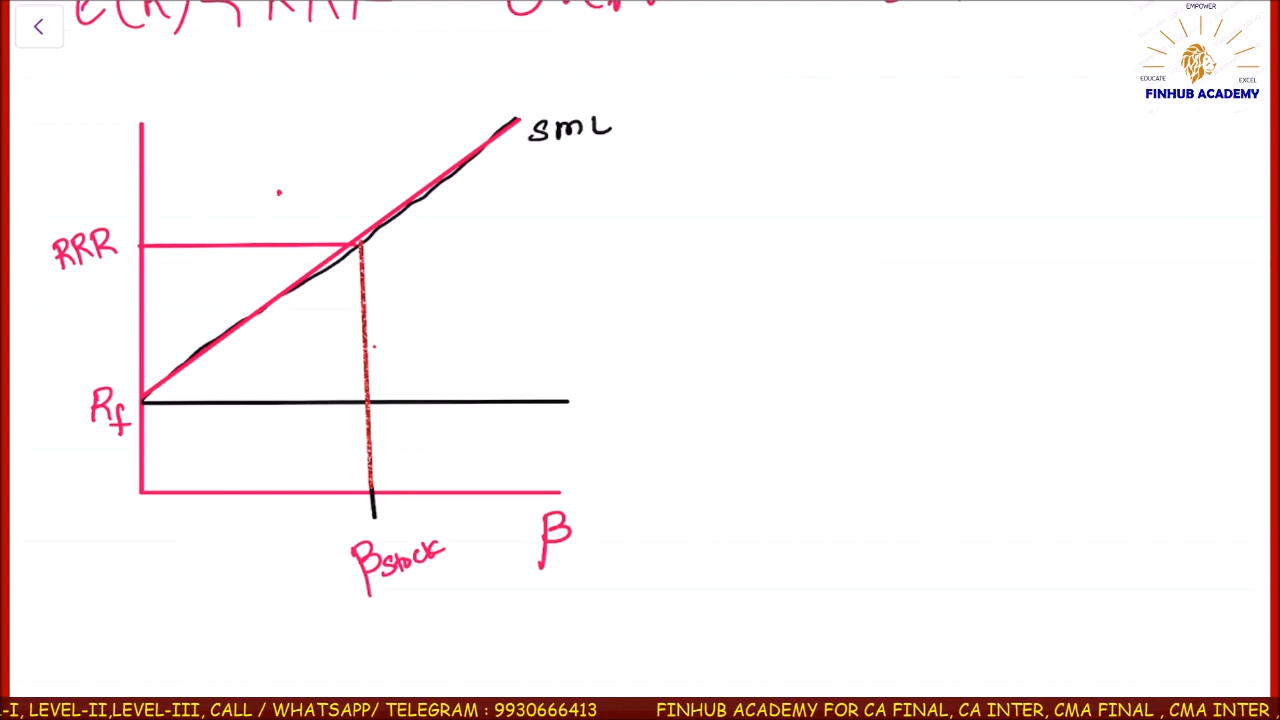 EMPOWER
EDUCATE EXCEL
FINHUB ACADEMY
SML
RRR
Rf
β
βstock
-I, LEVEL-II,LEVEL-III, CALL / WHATSAPP/ TELEGRAM : 9930666413 FINHUB ACADEMY FOR CA FINAL, CA INTER, CMA FINAL , CMA INTER